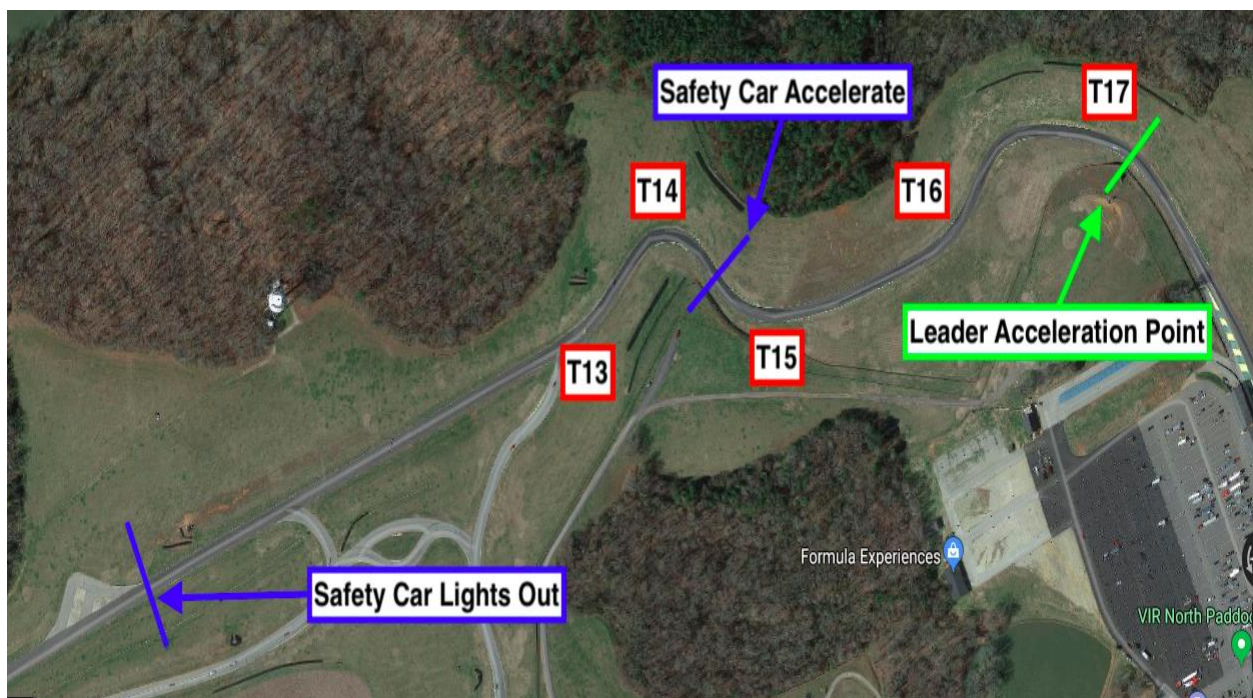 Safety Car Accelerate
T17
T14
T16
Leader Acceleration Point
T13
T15
Formula Experiences
Safety Car Lights Out
VIR North Paddoc